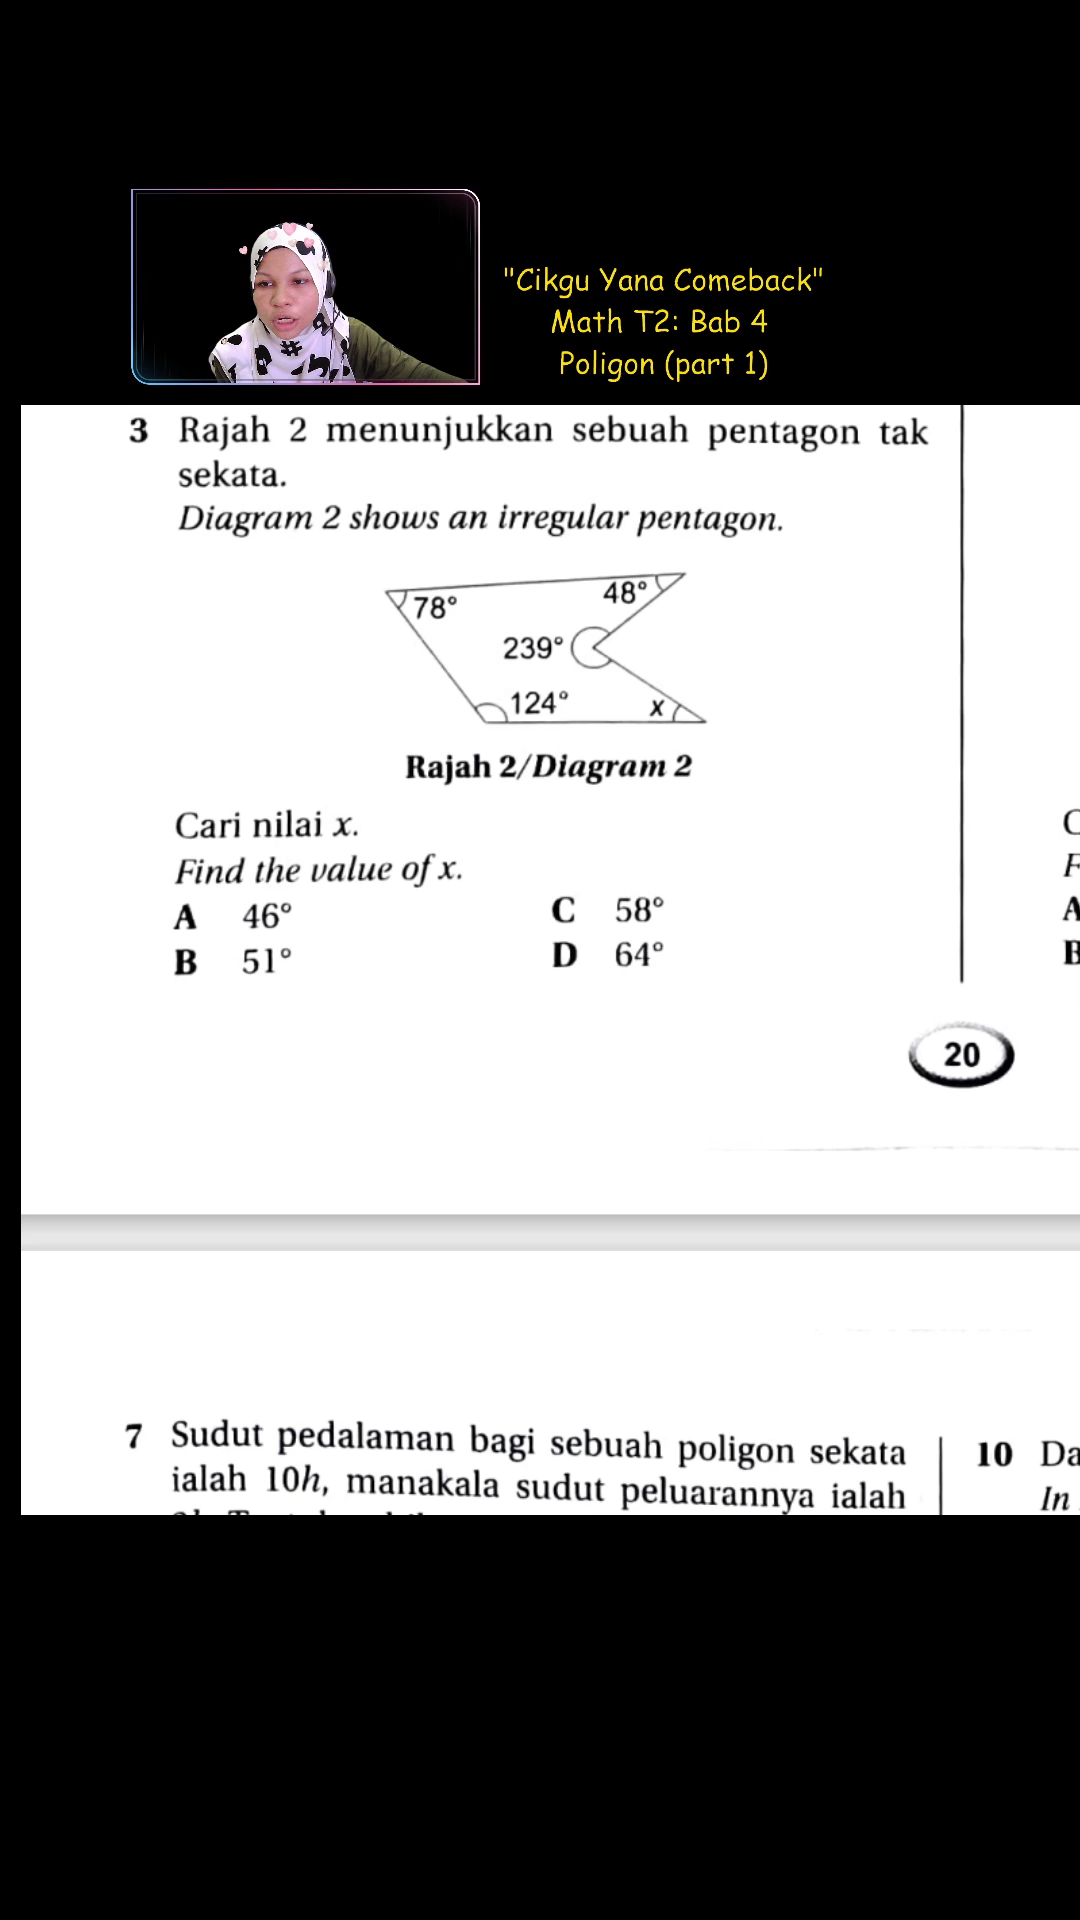 "Cikgu Yana Comeback"
Math T2: Bab 4
Poligon (part 1)
3 Rajah 2 menunjukkan sebuah pentagon tak
sekata.
Diagram 2 shows an irregular pentagon.
78°
48°
239°
124°
x
Rajah 2/Diagram 2
Cari nilai x.
Find the value of x.
A 46°
C 58°
B 51°
D 64°
A
B
20
7 Sudut pedalaman bagi sebuah poligon sekata
ialah 10h, manakala sudut peluarannya ialah
10 Da
In